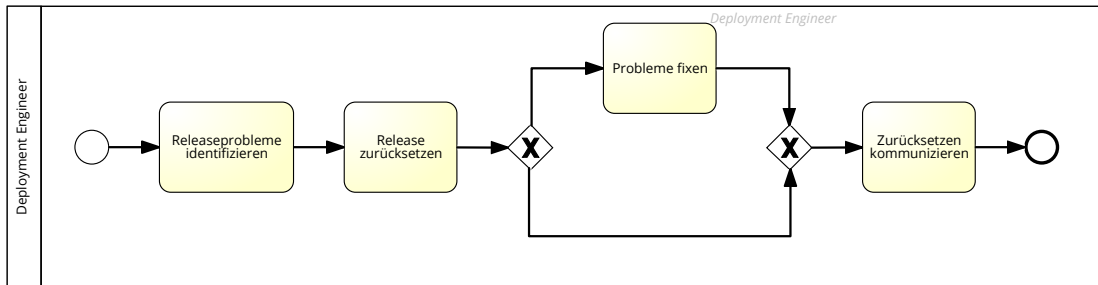 Deployment Engineer
Deployment Engineer
Probleme fixen
Releaseprobleme
identifizieren
Release
zurücksetzen
X
X
Zurücksetzen
kommunizieren